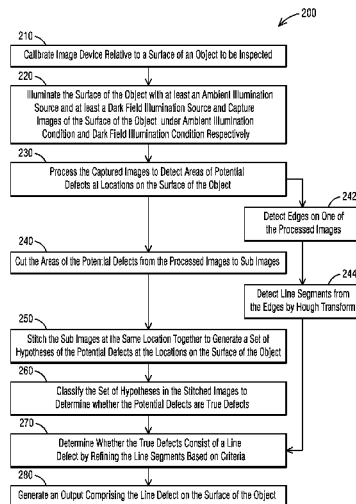 200
210
Calibrate Image Device Relative to a Surface of an Object to be Inspected
220
Illuminate the Surface of the Object with at least an Ambient Illumination
Source and at least a Dark Field Illumination Source and Capture
Images of the Surface of the Object under Ambient Illumination
Condition and Dark Field Illumination Condition Respectively
230
Process the Captured Images to Detect Areas of Potential
Defects at Locations on the Surface of the Object
242
Detect Edges on One of
the Processed Images
240
Cut the Areas of the Potential Defects from the Processed Images to Sub Images
244
Detect Line Segments from
the Edges by Hough Transform
250
Stitch the Sub Images at the Same Location Together to Generate a Set of
Hypotheses of the Potential Defects at the Locations on the Surface of the Object
260
Classify the Set of Hypotheses in the Stitched Images to
Determine whether the Potential Defects are True Defects
270
Determine Whether the True Defects Consist of a Line
Defect by Refining the Line Segments Based on Criteria
280
Generate an Output Comprising the Line Defect on the Surface of the Object